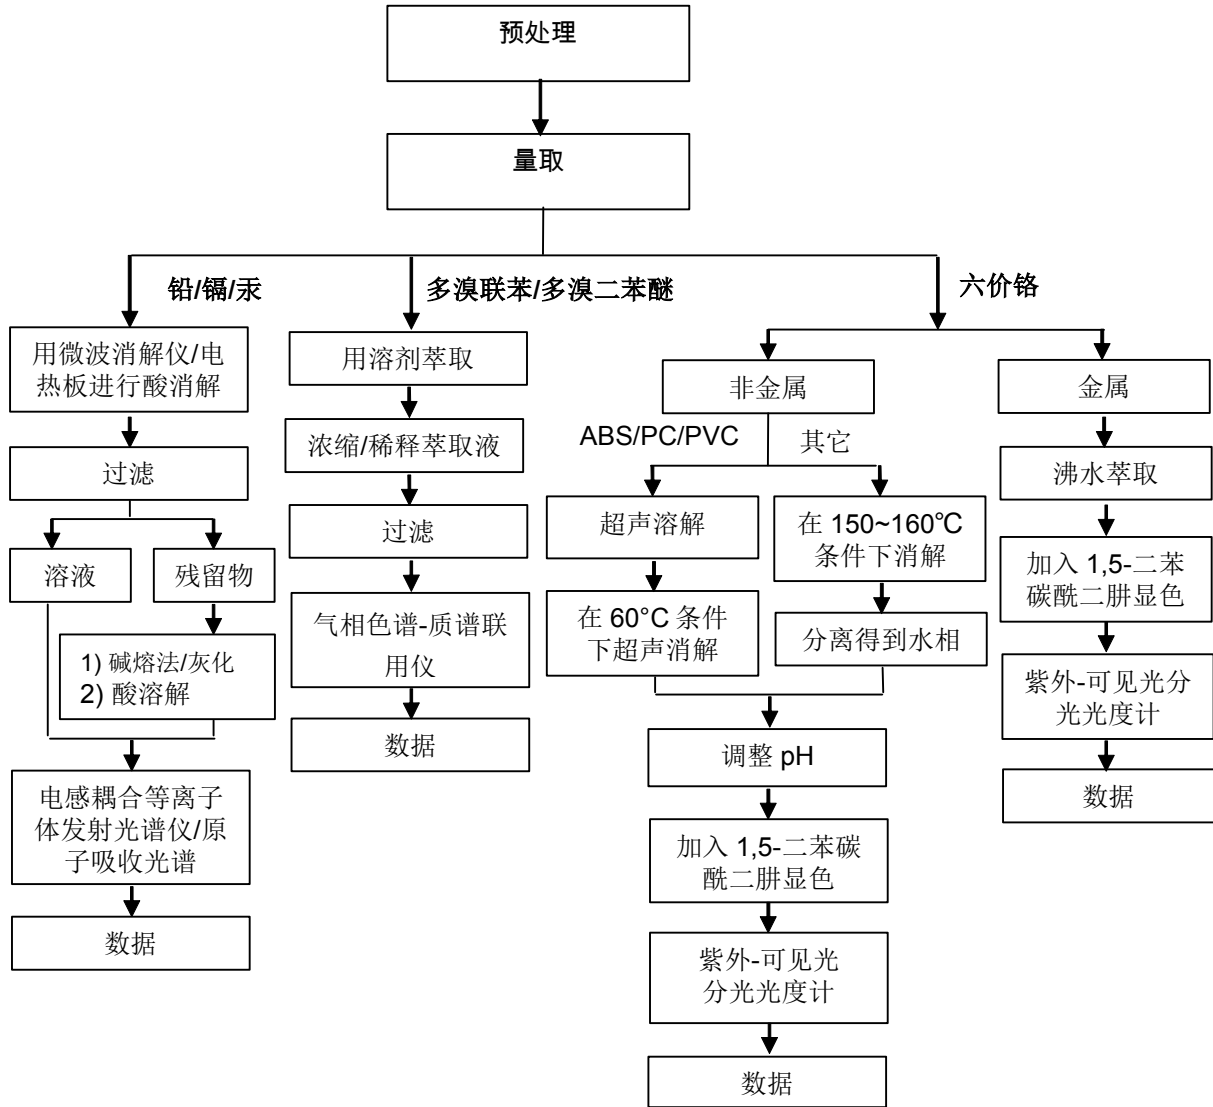 预处理
量取
铅/镉/汞
多溴联苯/多溴二苯醚
六价铬
用微波消解仪/电
热板进行酸消解
过滤
溶液
残留物
1) 碱熔法/灰化
2) 酸溶解
电感耦合等离子
体发射光谱仪/原
子吸收光谱
数据
用溶剂萃取
浓缩/稀释萃取液
过滤
气相色谱-质谱联
用仪
数据
非金属
ABS/PC/PVC
其它
超声溶解
在 60°C 条件
下超声消解
在 150~160℃
条件下消解
分离得到水相
调整 pH
加入 1,5-二苯碳
酰二肼显色
紫外-可见光
分光光度计
数据
金属
沸水萃取
加入 1,5-二苯
碳酰二肼显色
紫外-可见光分
光光度计
数据